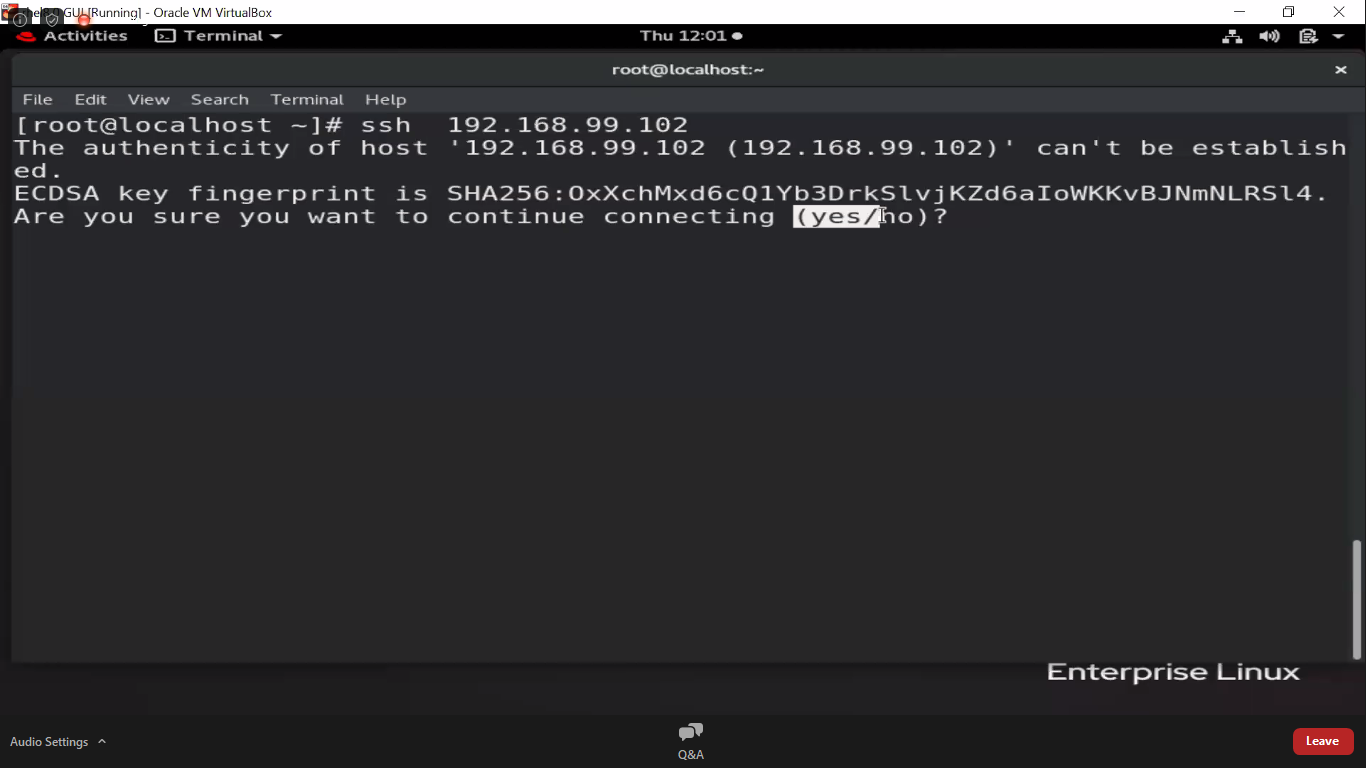 [Running] - Oracle VM VirtualBox
Activities Terminal Thu 12:01
root@localhost:~
File Edit View Search Terminal Help
[root@localhost ~]# ssh  192.168.99.102
The authenticity of host '192.168.99.102 (192.168.99.102)' can't be establish
ed.
ECDSA key fingerprint is SHA256:OxXchMxd6cQ1Yb3DrkSlvjKZd6aIoWKKvBJNmNLRSl4.
Are you sure you want to continue connecting (yes/no)?
Enterprise Linux
Audio Settings
Q&A
Leave